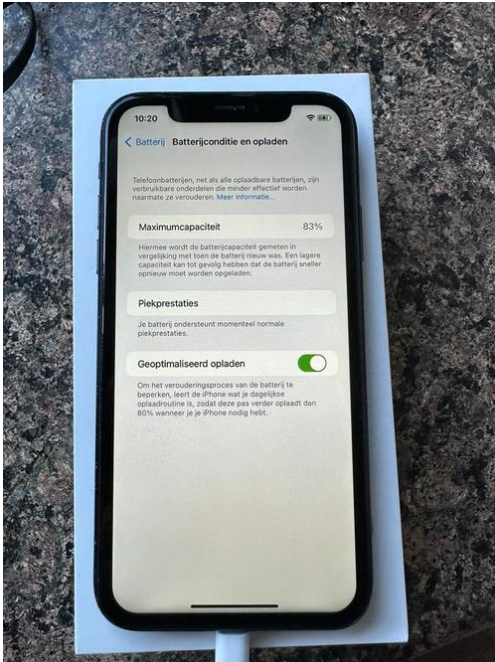 10:20
Batterij Batterijconditie en opladen
Telefoonbatterijen, net als alle oplaadbare batterijen, zijn
verbruikbare onderdelen die minder effectief worden
naarmate ze verouderen. Meer informatie...
Maximumcapaciteit 83%
Hiermee wordt de batterijcapaciteit gemeten in
vergelijking met toen de batterij nieuw was. Een lagere
capaciteit kan tot gevolg hebben dat de batterij sneller
opnieuw moet worden opgeladen.
Piekprestaties
Je batterij ondersteunt momenteel normale
piekprestaties.
Geoptimaliseerd opladen
Om het verouderingsproces van de batterij te
beperken, leert de iPhone wat je dagelijkse
oplaadroutine is, zodat deze pas verder oplaadt dan
80% wanneer je je iPhone nodig hebt.